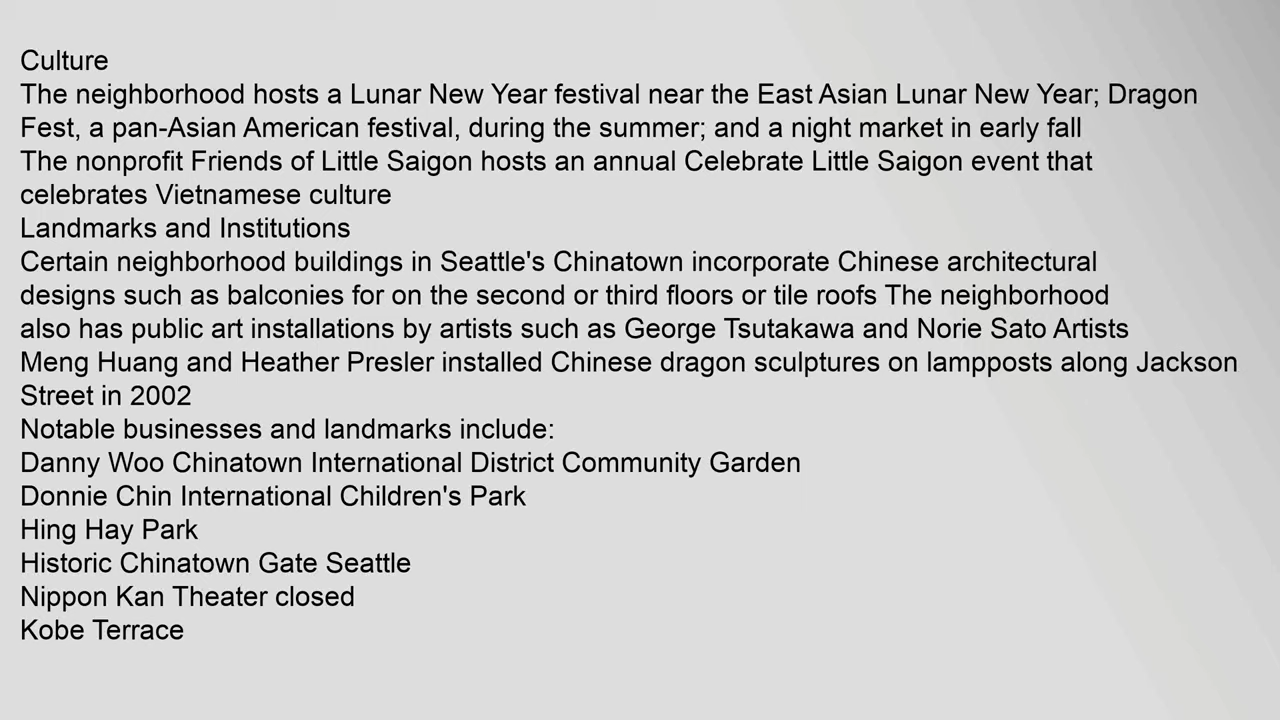 Culture
The neighborhood hosts a Lunar New Year festival near the East Asian Lunar New Year; Dragon
Fest, a pan-Asian American festival, during the summer; and a night market in early fall
The nonprofit Friends of Little Saigon hosts an annual Celebrate Little Saigon event that
celebrates Vietnamese culture
Landmarks and Institutions
Certain neighborhood buildings in Seattle's Chinatown incorporate Chinese architectural
designs such as balconies for on the second or third floors or tile roofs The neighborhood
also has public art installations by artists such as George Tsutakawa and Norie Sato Artists
Meng Huang and Heather Presler installed Chinese dragon sculptures on lampposts along Jackson
Street in 2002
Notable businesses and landmarks include:
Danny Woo Chinatown International District Community Garden
Donnie Chin International Children's Park
Hing Hay Park
Historic Chinatown Gate Seattle
Nippon Kan Theater closed
Kobe Terrace